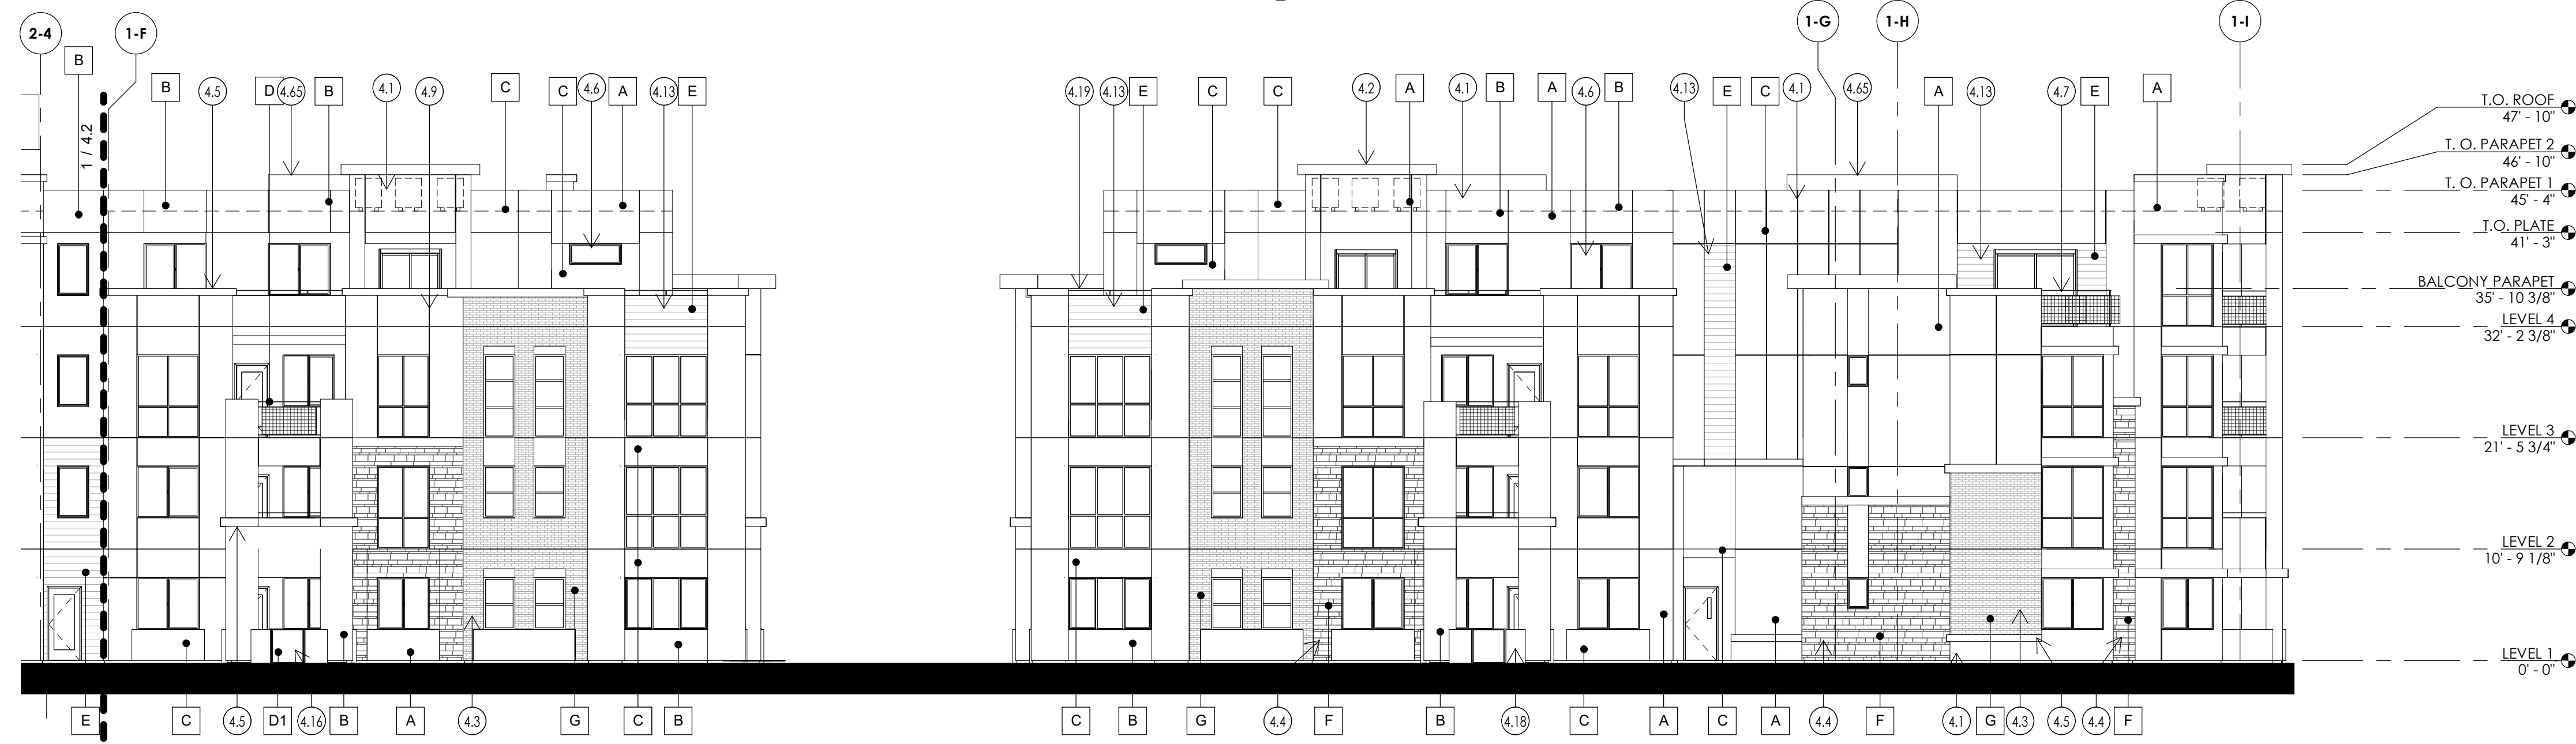 2-4
1-F
1-G
1-H
1-I
B
B
4.5
D
4.65
B
4.1
4.9
C
C
4.6
A
4.13
E
4.19
4.13
E
C
C
4.2
A
4.1
B
A
4.6
B
4.13
E
C
4.1
4.65
A
4.13
4.7
E
A
1 / 4.2
T.O. ROOF
47' - 10"
T. O. PARAPET 2
46' - 10"
T. O. PARAPET 1
45' - 4"
T.O. PLATE
41' - 3"
BALCONY PARAPET
35' - 10 3/8"
LEVEL 4
32' - 2 3/8"
LEVEL 3
21' - 5 3/4"
LEVEL 2
10' - 9 1/8"
LEVEL 1
0' - 0"
E
C
4.5
D1
4.16
B
A
4.3
G
C
B
C
B
G
4.4
F
B
4.18
C
A
C
A
4.4
F
4.1
G
4.3
4.5
4.4
F